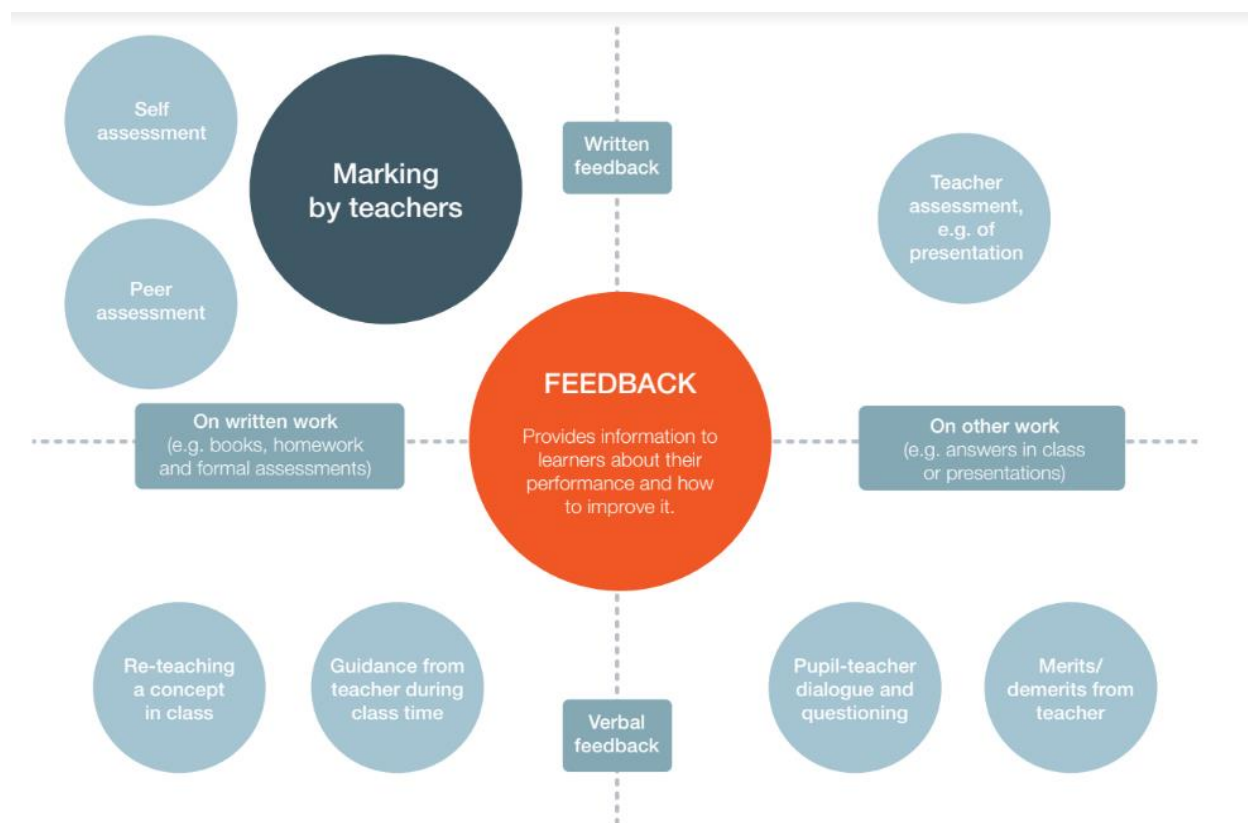 Self
assessment
Marking
by teachers
Written
feedback
Teacher
assessment,
e.g. of
presentation
Peer
assessment
FEEDBACK
Provides information to
learners about their
performance and how
to improve it.
On written work
(e.g. books, homework
and formal assessments)
On other work
(e.g. answers in class
or presentations)
Re-teaching
a concept
in class
Guidance from
teacher during
class time
Verbal
feedback
Pupil-teacher
dialogue and
questioning
Merits/
demerits from
teacher